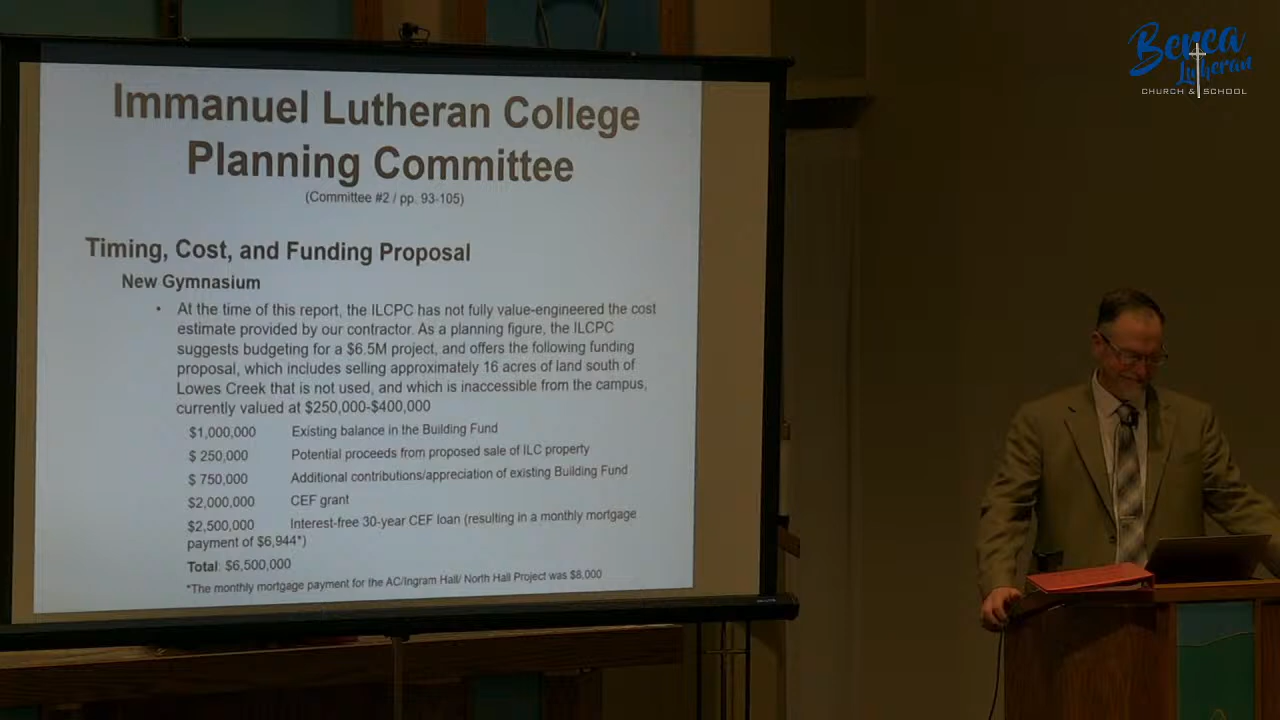 Berea
Lutheran
CHURCH & SCHOOL
Immanuel Lutheran College
Planning Committee
(Committee #2 / pp. 93-105)
Timing, Cost, and Funding Proposal
New Gymnasium
• At the time of this report, the ILCPC has not fully value-engineered the cost
estimate provided by our contractor. As a planning figure, the ILCPC
suggests budgeting for a $6.5M project, and offers the following funding
proposal, which includes selling approximately 16 acres of land south of
Lowes Creek that is not used, and which is inaccessible from the campus,
currently valued at $250,000-$400,000
$1,000,000 Existing balance in the Building Fund
$ 250,000 Potential proceeds from proposed sale of ILC property
$ 750,000 Additional contributions/appreciation of existing Building Fund
$2,000,000 CEF grant
$2,500,000 Interest-free 30-year CEF loan (resulting in a monthly mortgage
payment of $6,944*)
Total: $6,500,000
*The monthly mortgage payment for the AC/Ingram Hall/ North Hall Project was $8,000